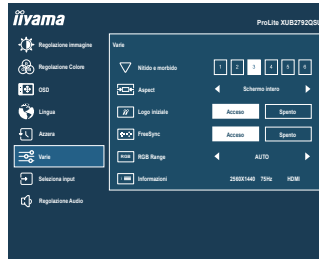 iiyama
ProLite XUB2792QSU
Regolazione immagine
Regolazione Colore
OSD
Lingua
Azzera
Varie
Seleziona input
Regolazione Audio
Varie
Nitido e morbido 1 2 3 4 5 6
Aspect Schermo intero
Logo iniziale Acceso Spento
FreeSync Acceso Spento
RGB RGB Range AUTO
Informazioni 2560X1440 75Hz HDMI